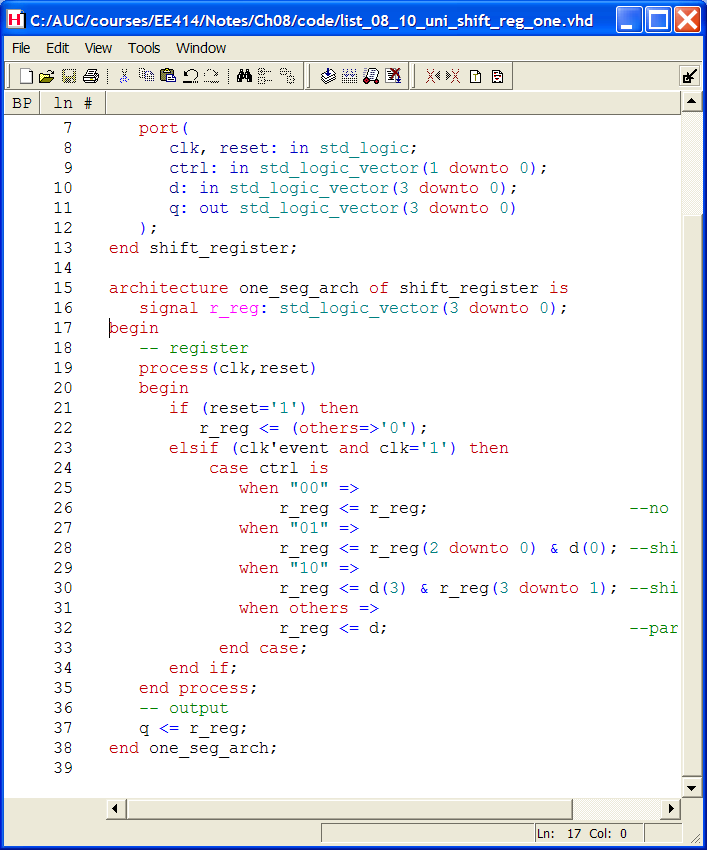 C:/AUC/courses/EE414/Notes/Ch08/code/list_08_10_uni_shift_reg_one.vhd
File Edit View Tools Window
BP ln #
7 port(
8 clk, reset: in std_logic;
9 ctrl: in std_logic_vector(1 downto 0);
10 d: in std_logic_vector(3 downto 0);
11 q: out std_logic_vector(3 downto 0)
12 );
13 end shift_register;
14
15 architecture one_seg_arch of shift_register is
16 signal r_reg: std_logic_vector(3 downto 0);
17 begin
18 -- register
19 process(clk,reset)
20 begin
21 if (reset='1') then
22 r_reg <= (others=>'0');
23 elsif (clk'event and clk='1') then
24 case ctrl is
25 when "00" =>
26 r_reg <= r_reg; --no
27 when "01" =>
28 r_reg <= r_reg(2 downto 0) & d(0); --shi
29 when "10" =>
30 r_reg <= d(3) & r_reg(3 downto 1); --shi
31 when others =>
32 r_reg <= d; --par
33 end case;
34 end if;
35 end process;
36 -- output
37 q <= r_reg;
38 end one_seg_arch;
39
Ln: 17 Col: 0